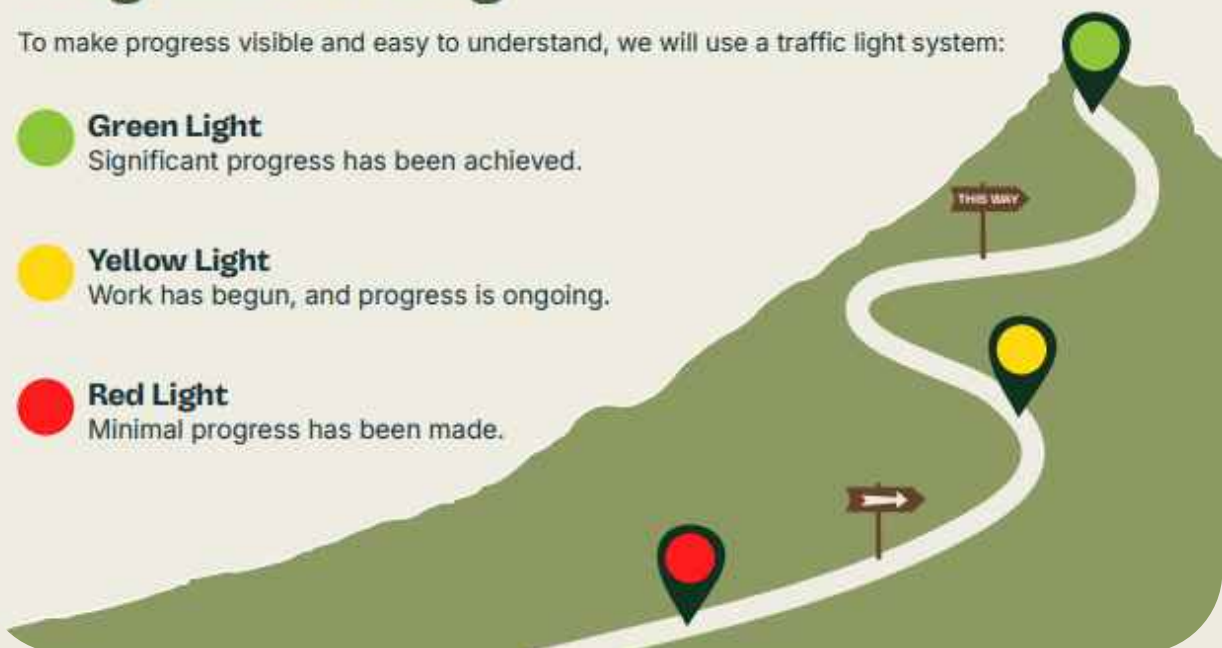 To make progress visible and easy to understand, we will use a traffic light system:
Green Light
Significant progress has been achieved.
THIS WAY
Yellow Light
Work has begun, and progress is ongoing.
Red Light
Minimal progress has been made.